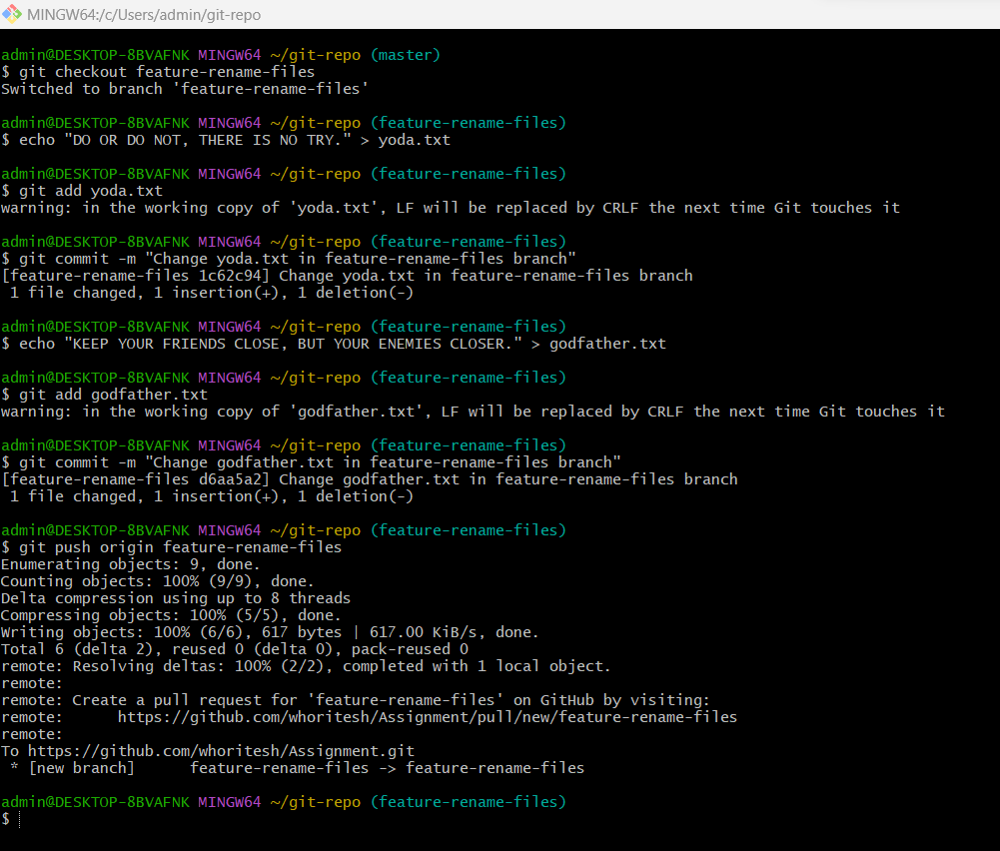 MINGW64:/c/Users/admin/git-repo
admin@DESKTOP-8BVAFNK MINGW64 ~/git-repo (master)
$ git checkout feature-rename-files
Switched to branch 'feature-rename-files'
admin@DESKTOP-8BVAFNK MINGW64 ~/git-repo (feature-rename-files)
$ echo "DO OR DO NOT, THERE IS NO TRY." > yoda.txt
admin@DESKTOP-8BVAFNK MINGW64 ~/git-repo (feature-rename-files)
$ git add yoda.txt
warning: in the working copy of 'yoda.txt', LF will be replaced by CRLF the next time Git touches it
admin@DESKTOP-8BVAFNK MINGW64 ~/git-repo (feature-rename-files)
$ git commit -m "Change yoda.txt in feature-rename-files branch"
[feature-rename-files 1c62c94] Change yoda.txt in feature-rename-files branch
 1 file changed, 1 insertion(+), 1 deletion(-)
admin@DESKTOP-8BVAFNK MINGW64 ~/git-repo (feature-rename-files)
$ echo "KEEP YOUR FRIENDS CLOSE, BUT YOUR ENEMIES CLOSER." > godfather.txt
admin@DESKTOP-8BVAFNK MINGW64 ~/git-repo (feature-rename-files)
$ git add godfather.txt
warning: in the working copy of 'godfather.txt', LF will be replaced by CRLF the next time Git touches it
admin@DESKTOP-8BVAFNK MINGW64 ~/git-repo (feature-rename-files)
$ git commit -m "Change godfather.txt in feature-rename-files branch"
[feature-rename-files d6aa5a2] Change godfather.txt in feature-rename-files branch
 1 file changed, 1 insertion(+), 1 deletion(-)
admin@DESKTOP-8BVAFNK MINGW64 ~/git-repo (feature-rename-files)
$ git push origin feature-rename-files
Enumerating objects: 9, done.
Counting objects: 100% (9/9), done.
Delta compression using up to 8 threads
Compressing objects: 100% (5/5), done.
Writing objects: 100% (6/6), 617 bytes | 617.00 KiB/s, done.
Total 6 (delta 2), reused 0 (delta 0), pack-reused 0
remote: Resolving deltas: 100% (2/2), completed with 1 local object.
remote:
remote: Create a pull request for 'feature-rename-files' on GitHub by visiting:
remote:      https://github.com/whoritesh/Assignment/pull/new/feature-rename-files
remote:
To https://github.com/whoritesh/Assignment.git
 * [new branch]      feature-rename-files -> feature-rename-files
admin@DESKTOP-8BVAFNK MINGW64 ~/git-repo (feature-rename-files)
$